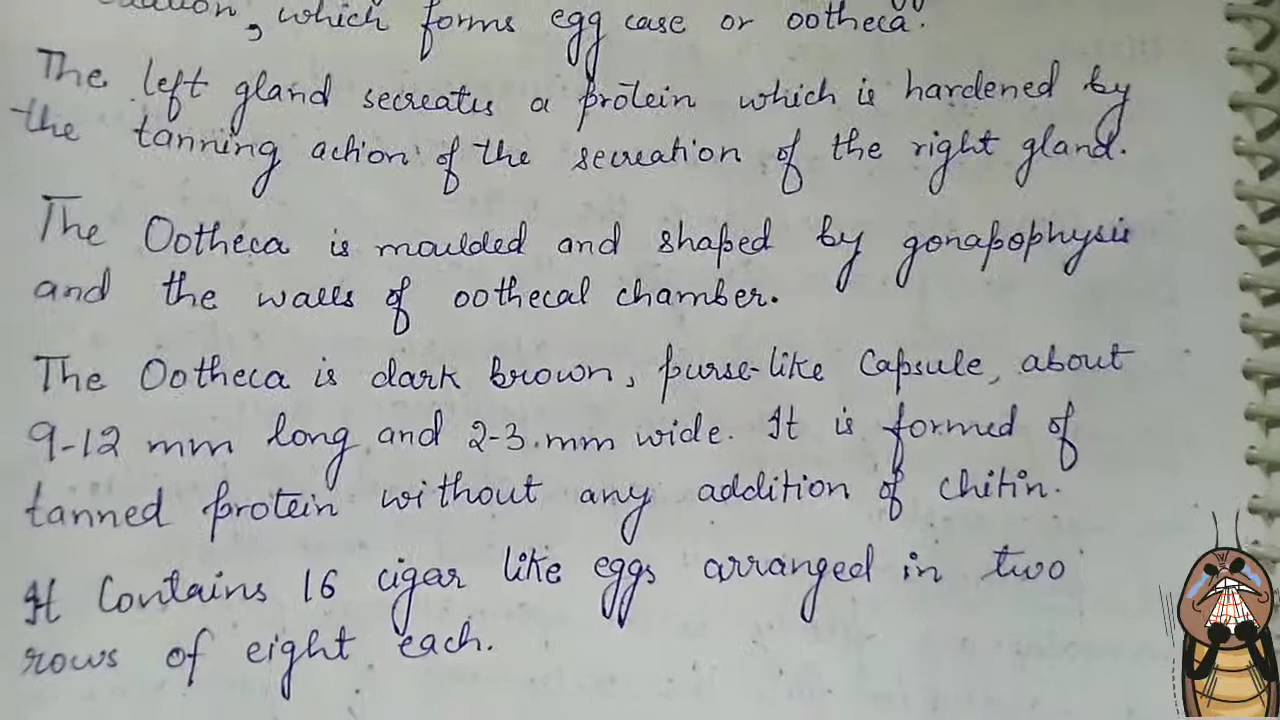 which forms egg case or ootheca".
The left gland secreates a protein which is hardened by
the tanning action of the secreation of the right gland.
The Ootheca is moulded and shaped by gonapophysis
and the walls of oothecal chamber.
The Ootheca is dark brown, purse-like Capsule, about
9-12 mm long and 2-3.mm wide. It is formed of
tanned protein without any addition of chitin.
It Contains 16 cigar like eggs arranged in two
rows of eight each.